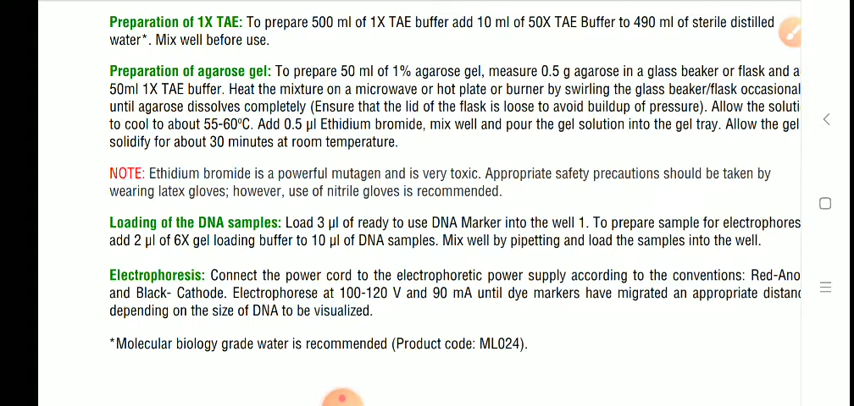 Preparation of 1X TAE: To prepare 500 ml of 1X TAE buffer add 10 ml of 50X TAE Buffer to 490 ml of sterile distilled
water*. Mix well before use.
Preparation of agarose gel: To prepare 50 ml of 1% agarose gel, measure 0.5 g agarose in a glass beaker or flask and a
50ml 1X TAE buffer. Heat the mixture on a microwave or hot plate or burner by swirling the glass beaker/flask occasional
until agarose dissolves completely (Ensure that the lid of the flask is loose to avoid buildup of pressure). Allow the soluti
to cool to about 55-60ºC. Add 0.5 µl Ethidium bromide, mix well and pour the gel solution into the gel tray. Allow the gel
solidify for about 30 minutes at room temperature.
NOTE: Ethidium bromide is a powerful mutagen and is very toxic. Appropriate safety precautions should be taken by
wearing latex gloves; however, use of nitrile gloves is recommended.
Loading of the DNA samples: Load 3 µl of ready to use DNA Marker into the well 1. To prepare sample for electrophores
add 2 µl of 6X gel loading buffer to 10 µl of DNA samples. Mix well by pipetting and load the samples into the well.
Electrophoresis: Connect the power cord to the electrophoretic power supply according to the conventions: Red-Ano
and Black- Cathode. Electrophorese at 100-120 V and 90 mA until dye markers have migrated an appropriate distanc
depending on the size of DNA to be visualized.
*Molecular biology grade water is recommended (Product code: ML024).